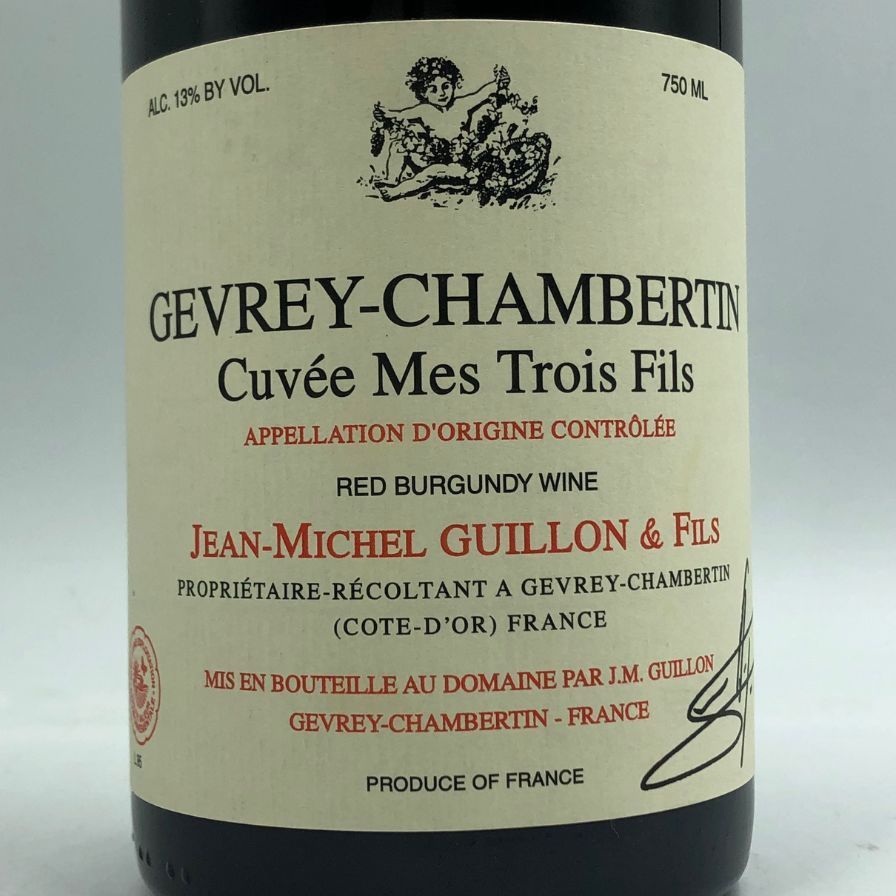 ALC. 13% BY VOL.
750 ML
GEVREY-CHAMBERTIN
Cuvée Mes Trois Fils
APPELLATION D'ORIGINE CONTRÔLÉE
RED BURGUNDY WINE
JEAN-MICHEL GUILLON & FILS
PROPRIÉTAIRE-RÉCOLTANT A GEVREY-CHAMBERTIN
(COTE-D'OR) FRANCE
MIS EN BOUTEILLE AU DOMAINE PAR J.M. GUILLON
GEVREY-CHAMBERTIN - FRANCE
PRODUCE OF FRANCE